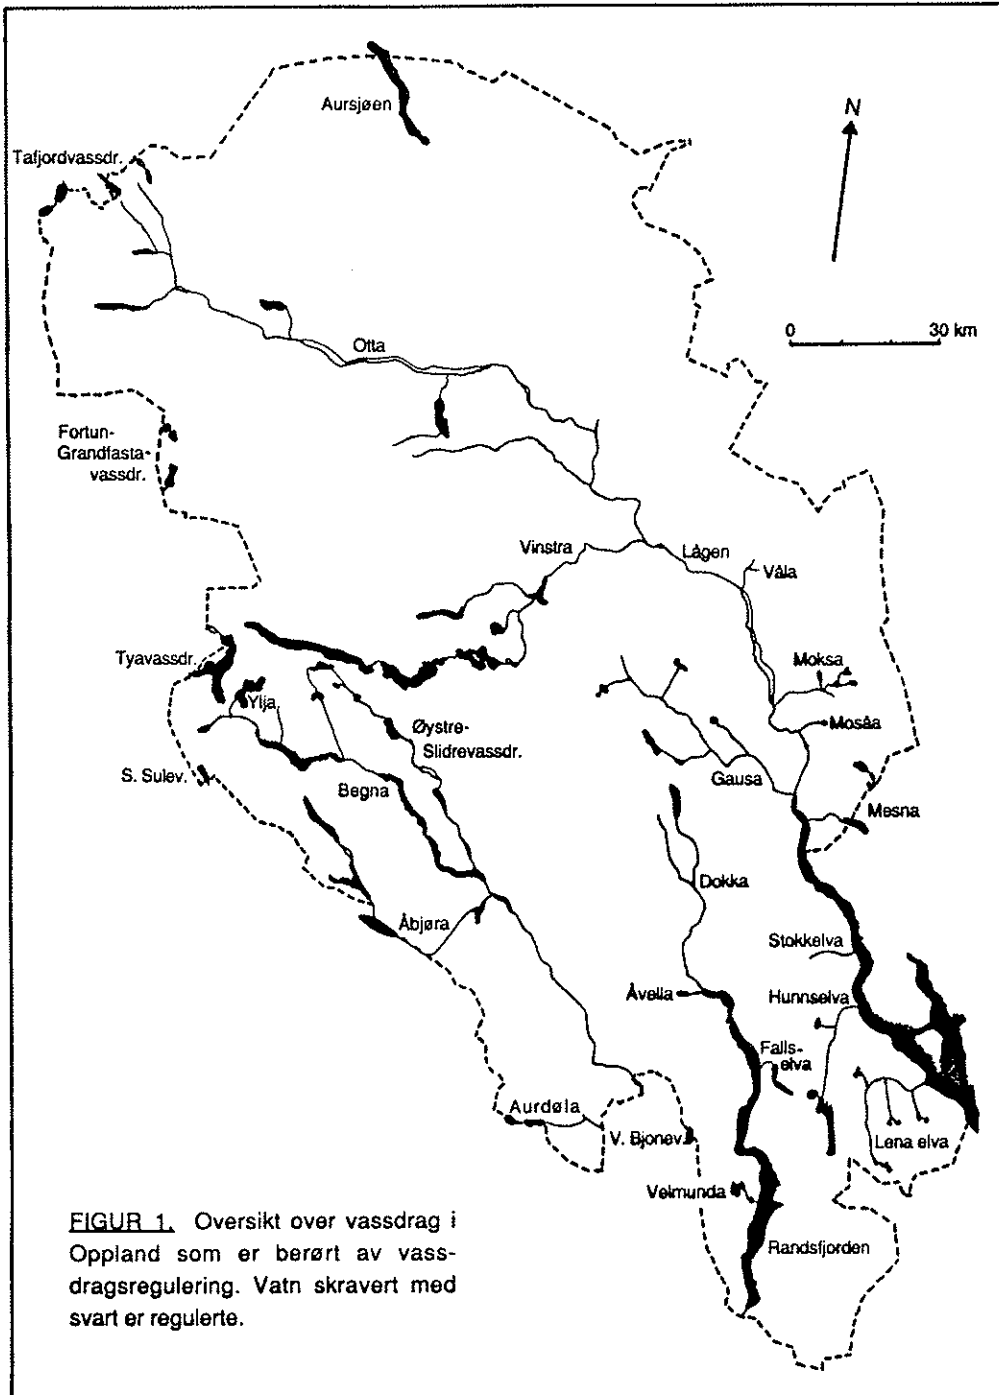 Aursjøen
N
Tafjordvassdr.
0 30 km
Otta
Fortun-
Grandfasta-
vassdr.
Vinstra
Lågen
Våla
Tyavassdr.
Moksa
Ylja
Øystre-
Slidrevassdr.
Mosåa
S. Sulev.
Begna
Gausa
Mesna
Dokka
Åbjøra
Stokkelva
Åvella
Hunnselva
Falls-
elva
Aurdøla
V. Bjonev.
Lena elva
Velmunda
Randsfjorden
FIGUR 1. Oversikt over vassdrag i
Oppland som er berørt av vass-
dragsregulering. Vatn skravert med
svart er regulerte.